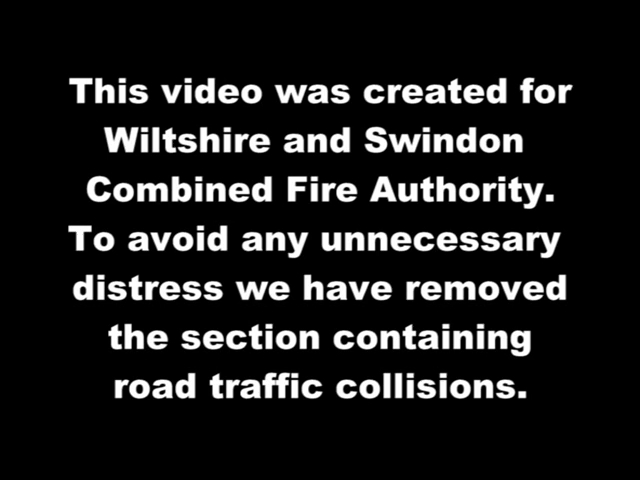 This video was created for
Wiltshire and Swindon
Combined Fire Authority.
To avoid any unnecessary
distress we have removed
the section containing
road traffic collisions.